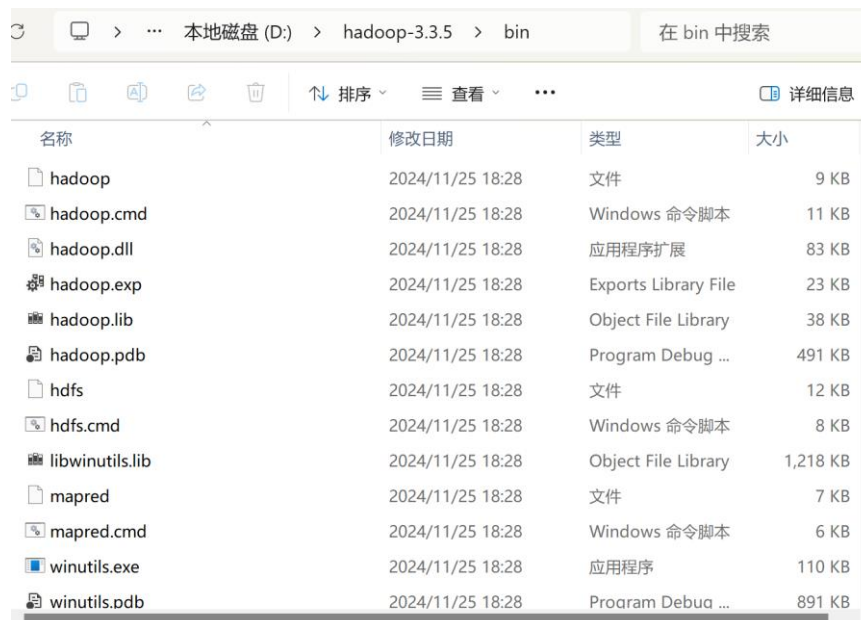 ··· 本地磁盘 (D:) > hadoop-3.3.5 > bin 在 bin 中搜索
排序 查看 ··· 详细信息
名称 修改日期 类型 大小
hadoop 2024/11/25 18:28 文件 9 KB
hadoop.cmd 2024/11/25 18:28 Windows 命令脚本 11 KB
hadoop.dll 2024/11/25 18:28 应用程序扩展 83 KB
hadoop.exp 2024/11/25 18:28 Exports Library File 23 KB
hadoop.lib 2024/11/25 18:28 Object File Library 38 KB
hadoop.pdb 2024/11/25 18:28 Program Debug ... 491 KB
hdfs 2024/11/25 18:28 文件 12 KB
hdfs.cmd 2024/11/25 18:28 Windows 命令脚本 8 KB
libwinutils.lib 2024/11/25 18:28 Object File Library 1,218 KB
mapred 2024/11/25 18:28 文件 7 KB
mapred.cmd 2024/11/25 18:28 Windows 命令脚本 6 KB
winutils.exe 2024/11/25 18:28 应用程序 110 KB
winutils.pdb 2024/11/25 18:28 Program Debug ... 891 KB